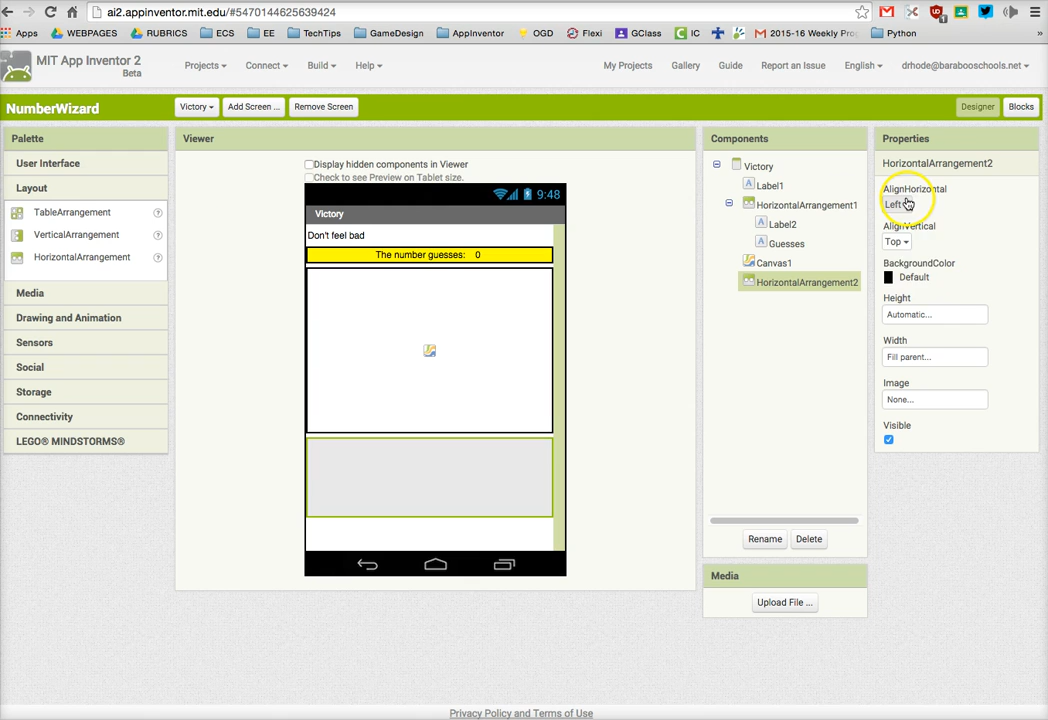 ai2.appinventor.mit.edu/#5470144625639424
Apps WEBPAGES RUBRICS ECS EE TechTips GameDesign AppInventor OGD Flexi GClass IC 2015-16 Weekly Pro Python »
MIT App Inventor 2
Beta
Projects Connect Build Help My Projects Gallery Guide Report an Issue English drhode@barabooschools.net
NumberWizard Victory Add Screen ... Remove Screen Designer Blocks
Palette Viewer Components Properties
User Interface
Layout
TableArrangement
VerticalArrangement
HorizontalArrangement
Media
Drawing and Animation
Sensors
Social
Storage
Connectivity
LEGO® MINDSTORMS®
Display hidden components in Viewer
Check to see Preview on Tablet size.
9:48
Victory
Don't feel bad
The number guesses: 0
Victory
Label1
HorizontalArrangement1
Label2
Guesses
Canvas1
HorizontalArrangement2
Rename Delete
Media
Upload File ...
HorizontalArrangement2
AlignHorizontal
Left
AlignVertical
Top
BackgroundColor
Default
Height
Automatic...
Width
Fill parent...
Image
None...
Visible
Privacy Policy and Terms of Use